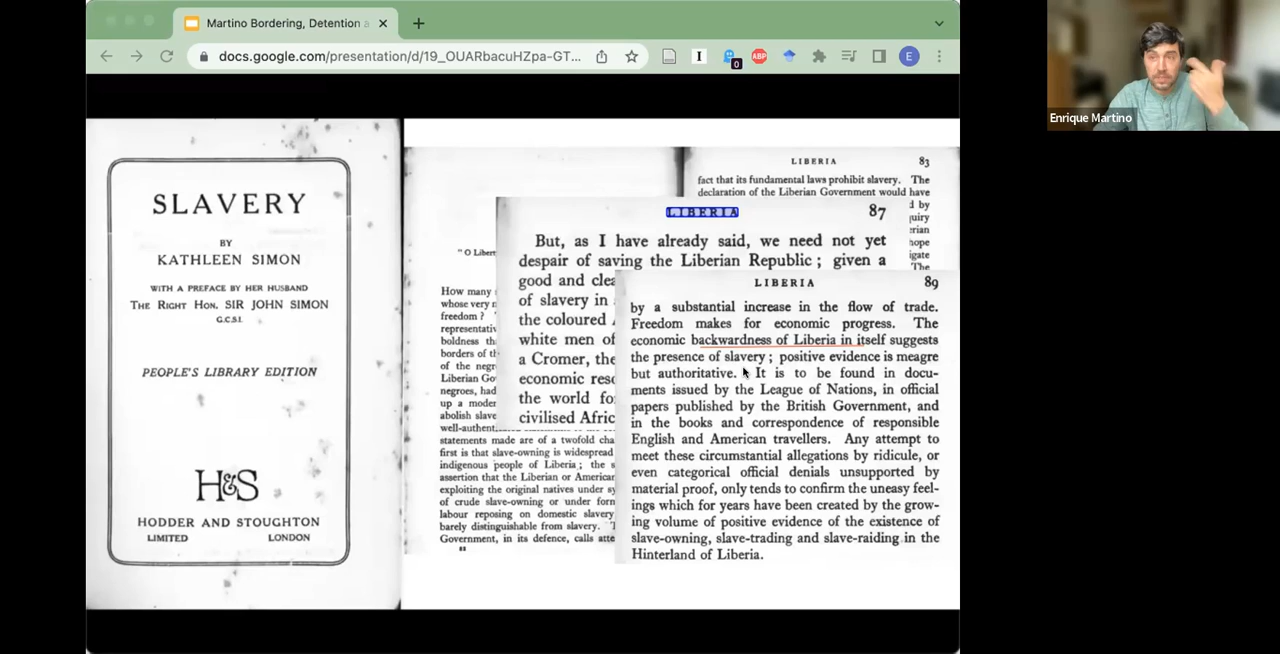 Martino Bordering, Detention a
docs.google.com/presentation/d/19_OUARbacuHZpa-GT...
I
0
ABP
E
Enrique Martino
SLAVERY
BY
KATHLEEN SIMON
WITH A PREFACE BY HER HUSBAND
THE RIGHT HON. SIR JOHN SIMON
G.C.S.I.
PEOPLE'S LIBRARY EDITION
H&S
HODDER AND STOUGHTON
LIMITED LONDON
"O Libert
How many
whose very n
freedom ?
representativ
boldness th
borders of th
of the negr
Liberian Go
negroes, had
up a moder
abolish slave
well-authent
statements made are of a twofold cha
first is that slave-owning is widespread
indigenous people of Liberia ; the s
assertion that the Liberian or American
exploiting the original natives under sy
of crude slave-owning or under form
labour reposing on domestic slavery
barely distinguishable from slavery. T
Government, in its defence, calls atte
LIBERIA 83
fact that its fundamental laws prohibit slavery. The
declaration of the Liberian Government would have
d by
quiry
erian
hope
igate
The
LIBERIA 87
But, as I have already said, we need not yet
despair of saving the Liberian Republic ; given a
good and clea
of slavery in
the coloured
white men of
a Cromer, the
economic reso
the world fo
civilised Afric
LIBERIA 89
by a substantial increase in the flow of trade.
Freedom makes for economic progress. The
economic backwardness of Liberia in itself suggests
the presence of slavery ; positive evidence is meagre
but authoritative. It is to be found in docu-
ments issued by the League of Nations, in official
papers published by the British Government, and
in the books and correspondence of responsible
English and American travellers. Any attempt to
meet these circumstantial allegations by ridicule, or
even categorical official denials unsupported by
material proof, only tends to confirm the uneasy feel-
ings which for years have been created by the grow-
ing volume of positive evidence of the existence of
slave-owning, slave-trading and slave-raiding in the
Hinterland of Liberia.